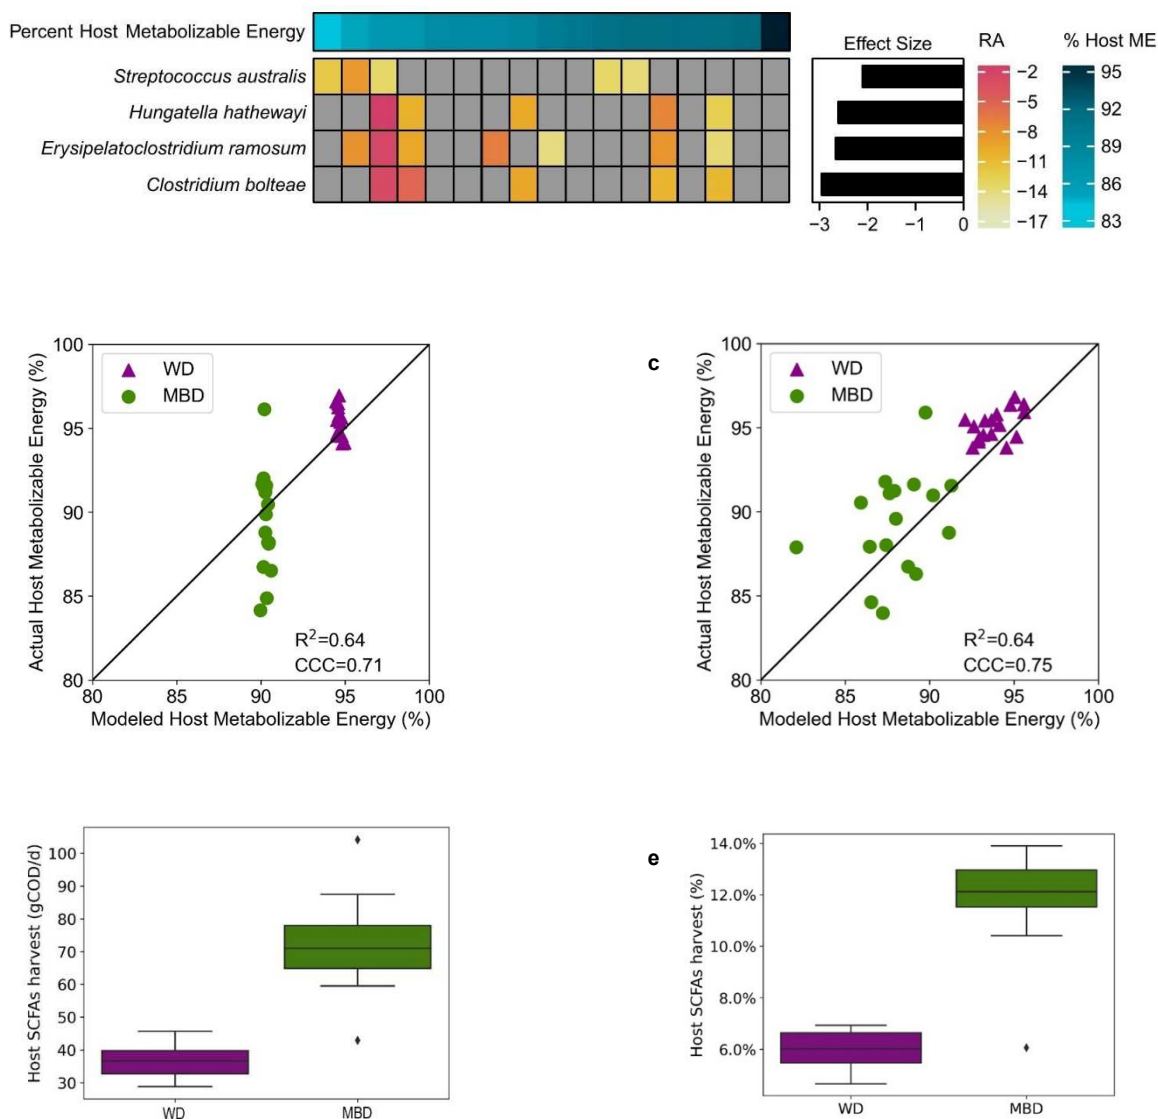 Percent Host Metabolizable Energy
Streptococcus australis
Hungatella hathewayi
Erysipelatoclostridium ramosum
Clostridium bolteae
Effect Size
−3 −2 −1 0
RA
−2
−5
−8
−11
−14
−17
% Host ME
95
92
89
86
83
Actual Host Metabolizable Energy (%)
100
95
90
85
80
WD
MBD
R²=0.64
CCC=0.71
80 85 90 95 100
Modeled Host Metabolizable Energy (%)
c
Actual Host Metabolizable Energy (%)
100
95
90
85
80
WD
MBD
R²=0.64
CCC=0.75
80 85 90 95 100
Modeled Host Metabolizable Energy (%)
Host SCFAs harvest (gCOD/d)
100
90
80
70
60
50
40
30
WD MBD
e
Host SCFAs harvest (%)
14.0%
12.0%
10.0%
8.0%
6.0%
WD MBD